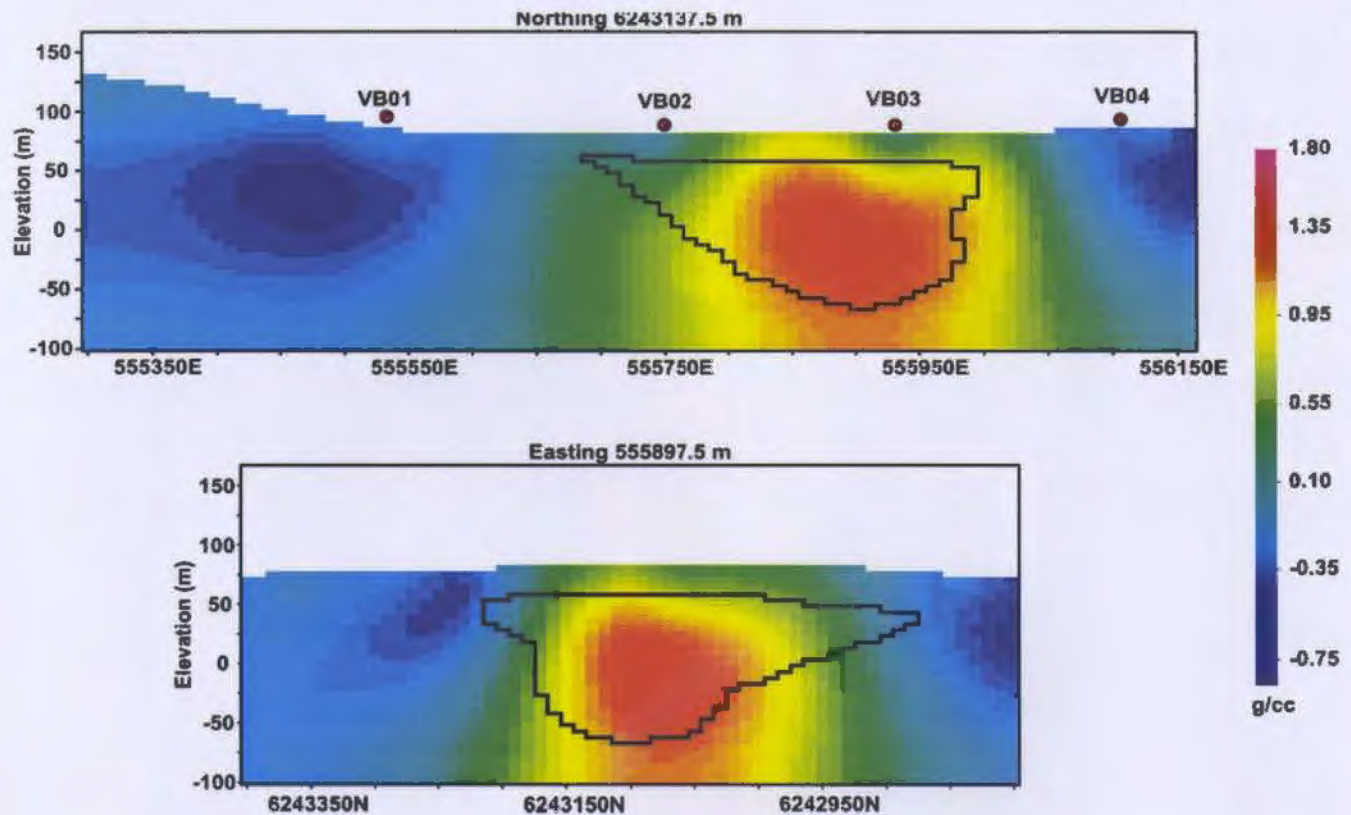 Northing 6243137.5 m
150
100
50
0
-50
-100
Elevation (m)
VB01 VB02 VB03 VB04
555350E 555550E 555750E 555950E 556150E
1.80
1.35
0.95
0.55
0.10
-0.35
-0.75
g/cc
Easting 555897.5 m
150
100
50
0
-50
-100
Elevation (m)
6243350N 6243150N 6242950N